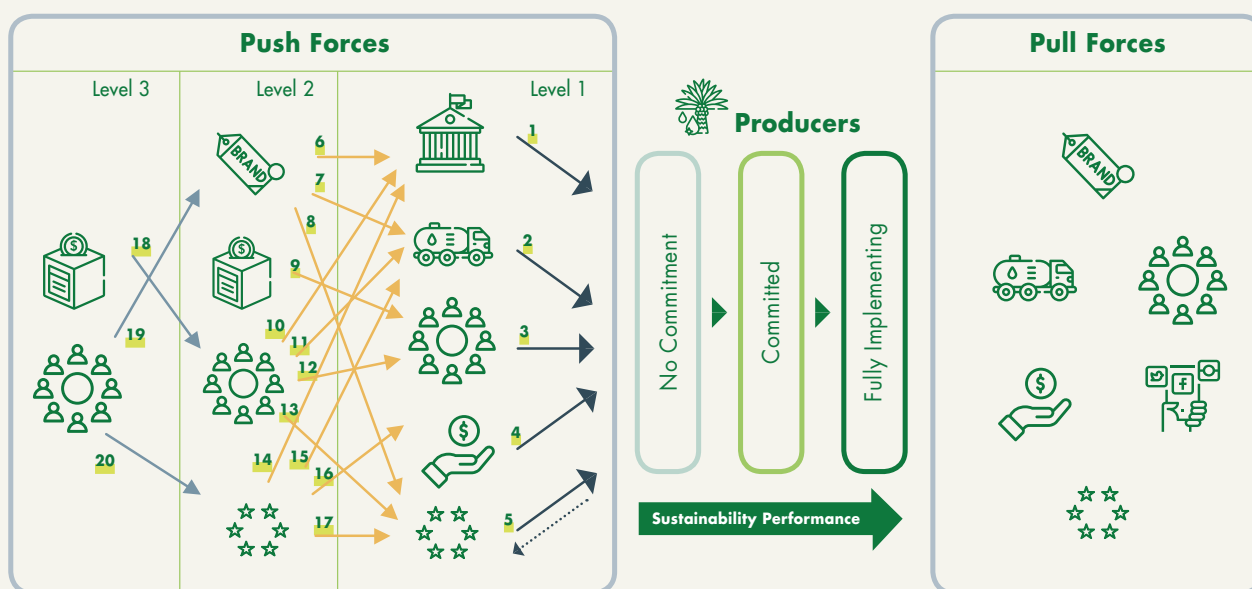 Push Forces
Level 3
Level 2
Level 1
BRAND
1
2
3
4
5
6
7
8
9
10
11
12
13
14
15
16
17
18
19
20
$
$
$
Producers
No Commitment
Committed
Fully Implementing
Sustainability Performance
Pull Forces
BRAND
$
f